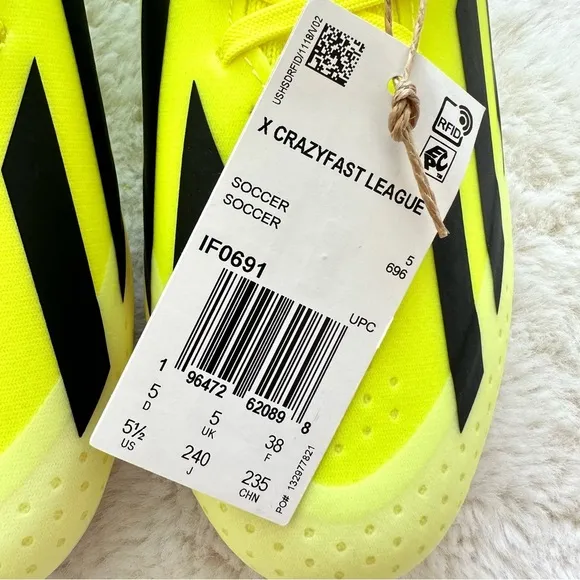 USHSDRFID/1118/V02
RFID
EPC™
X CRAZYFAST LEAGUE
SOCCER
SOCCER
5
696
IF0691
UPC
1 96472 62089 8
5 5 38
D UK F
5½ 240 235
US J CHN
PO# 132977821